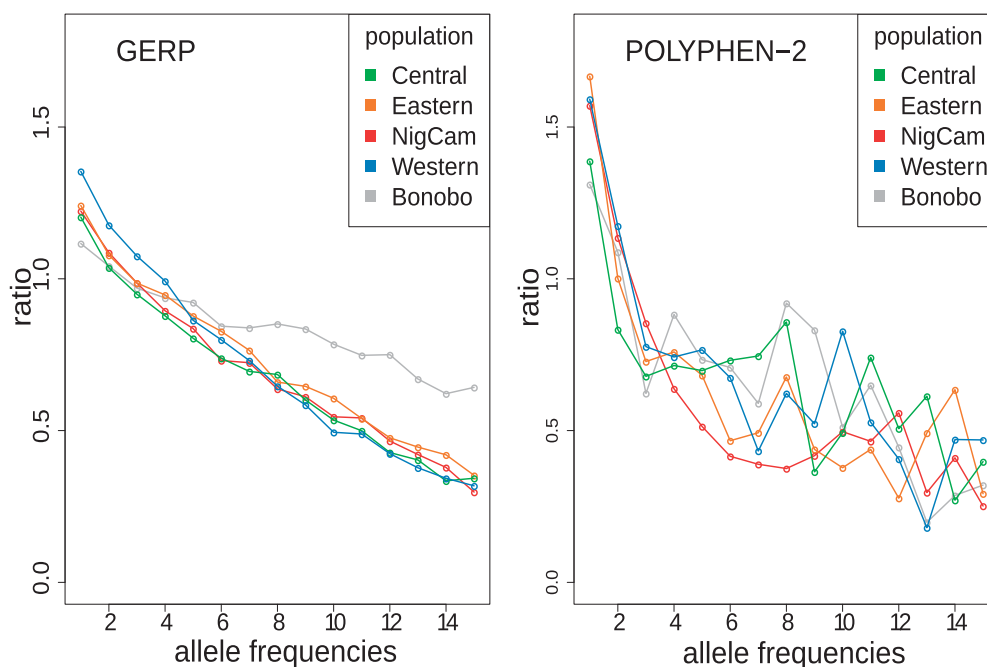 GERP
population
Central
Eastern
NigCam
Western
Bonobo
ratio
0.0
0.5
1.0
1.5
2
4
6
8
10
12
14
allele frequencies
POLYPHEN−2
population
Central
Eastern
NigCam
Western
Bonobo
ratio
0.0
0.5
1.0
1.5
2
4
6
8
10
12
14
allele frequencies